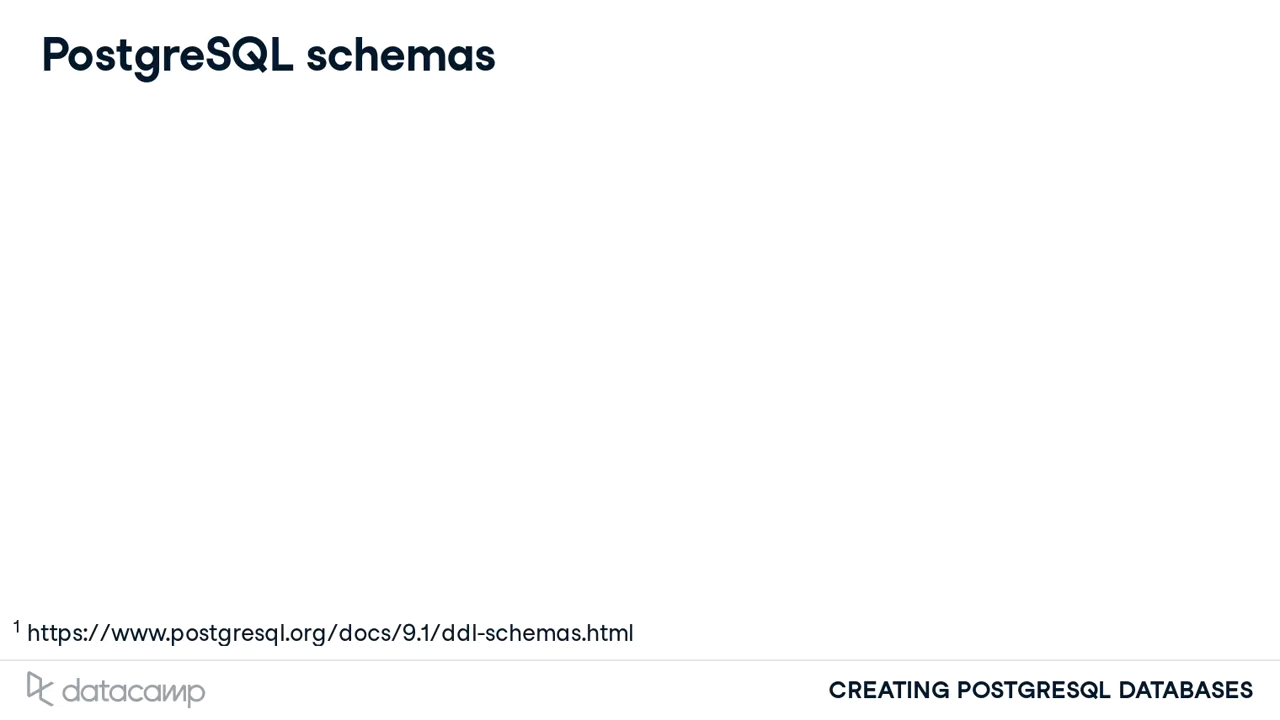 PostgreSQL schemas
1 https://www.postgresql.org/docs/9.1/ddl-schemas.html
datacamp
CREATING POSTGRESQL DATABASES